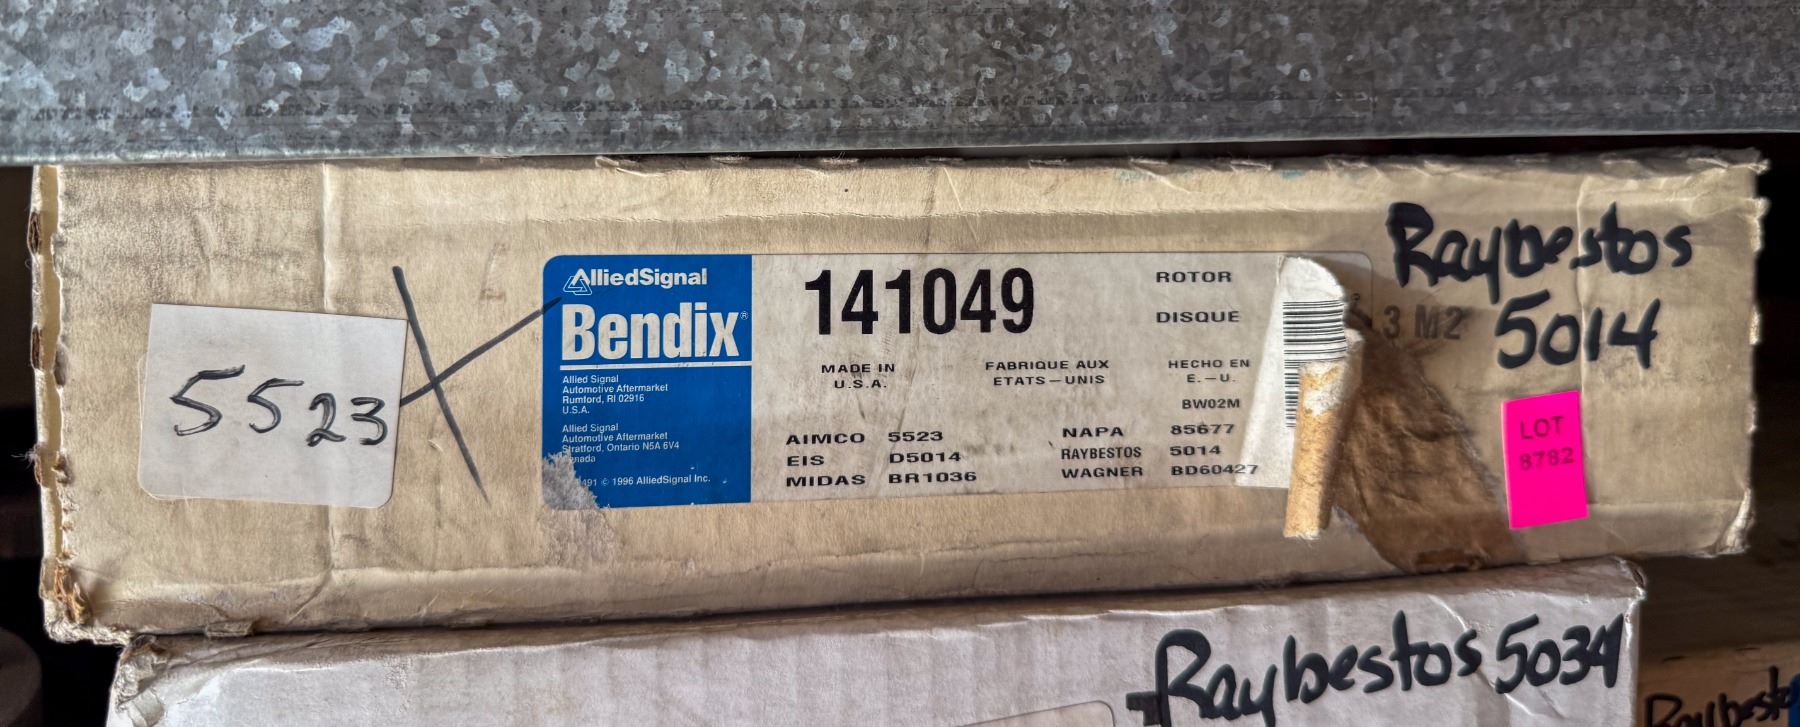 5523
AlliedSignal
Bendix®
Allied Signal
Automotive Aftermarket
Rumford, RI 02916
U.S.A.
Allied Signal
Automotive Aftermarket
Stratford, Ontario N5A 6V4
Canada
491 © 1996 AlliedSignal Inc.
141049
ROTOR
DISQUE
MADE IN
U.S.A.
FABRIQUE AUX
ETATS-UNIS
HECHO EN
E.-U.
BW02M
AIMCO 5523
EIS D5014
MIDAS BR1036
NAPA 85677
RAYBESTOS 5014
WAGNER BD60427
3 M2
Raybestos
5014
LOT
8782
Raybestos 5034
Raybesto